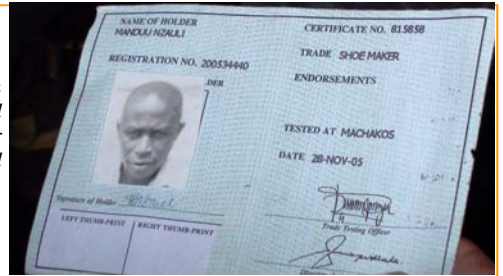 NAME OF HOLDER
MANDUU NZAULI
REGISTRATION NO. 200534440
Signature of Holder
LEFT THUMB-PRINT RIGHT THUMB-PRINT
CERTIFICATE NO. 815858
TRADE SHOE MAKER
ENDORSEMENTS
TESTED AT MACHAKOS
DATE 28-NOV-05
Trade Testing Officer